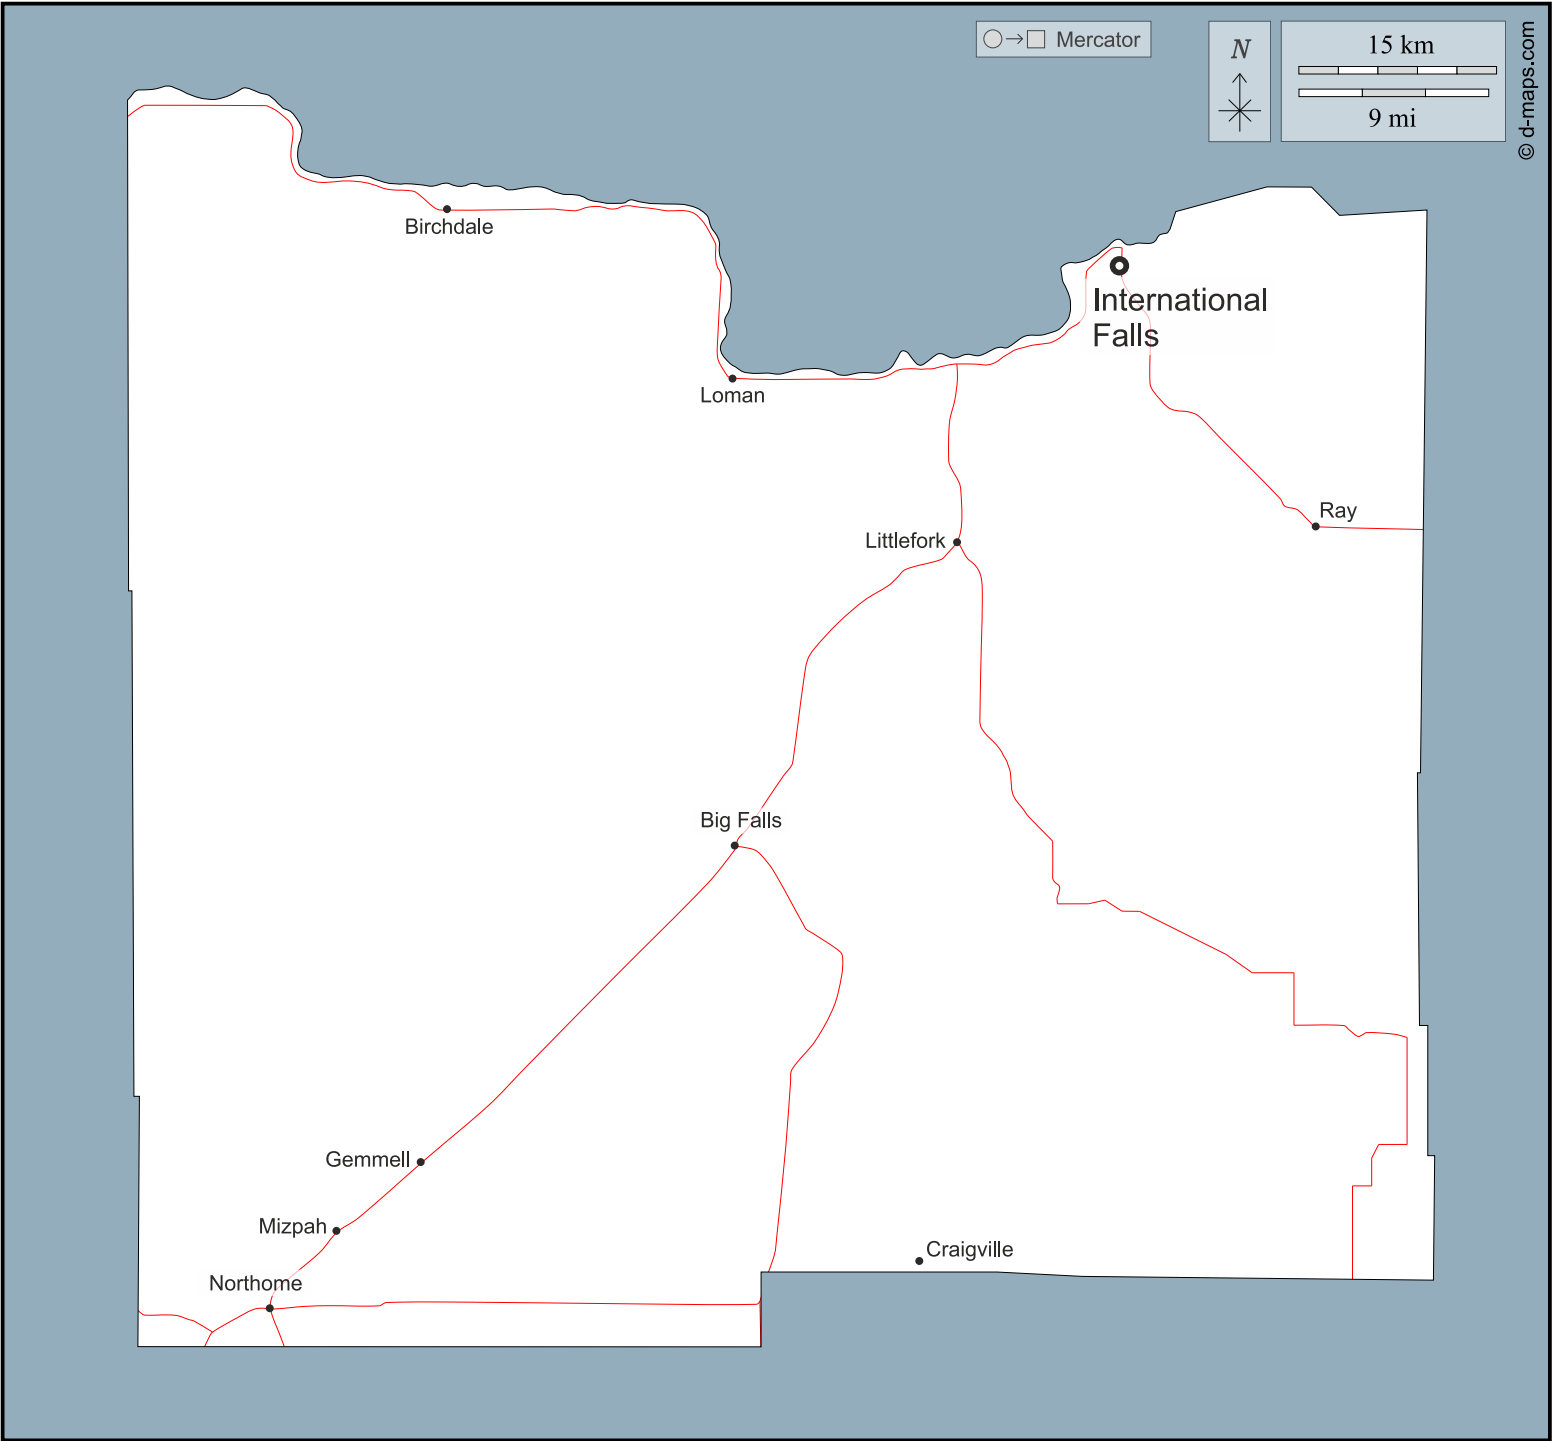 Mercator
N
15 km
9 mi
© d-maps.com
Birchdale
International
Falls
Loman
Ray
Littlefork
Big Falls
Gemmell
Mizpah
Craigville
Northome